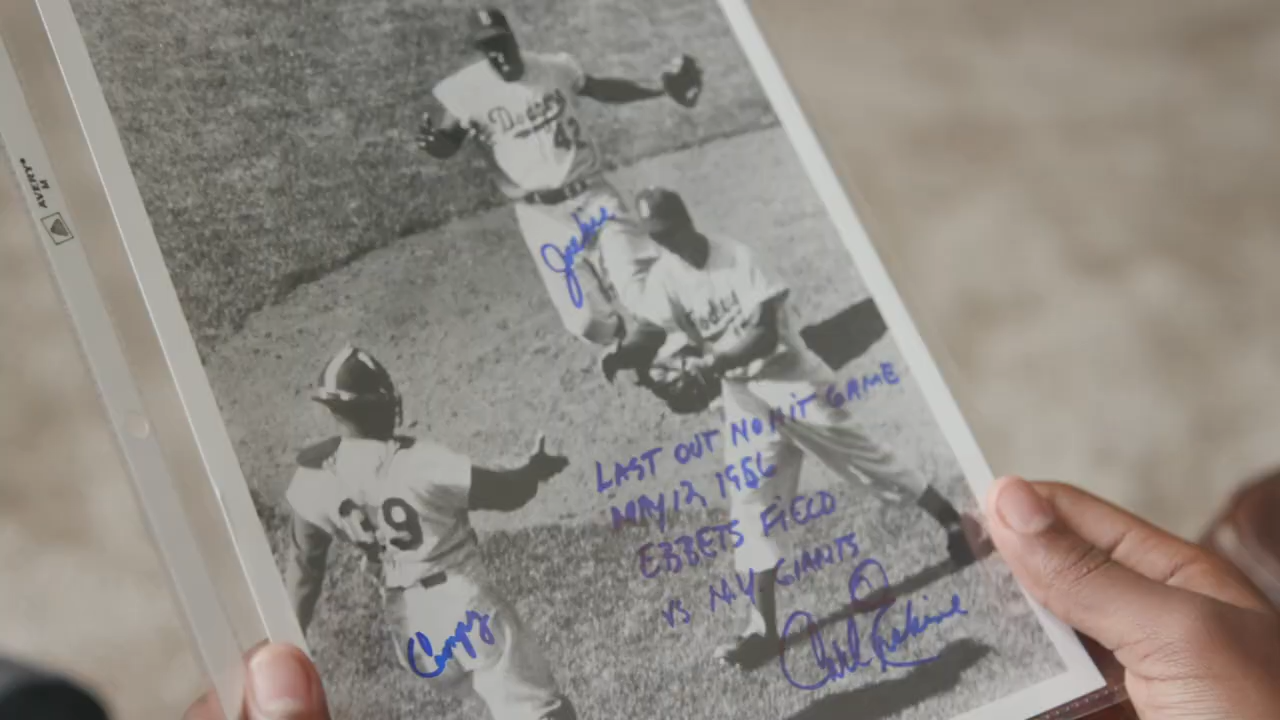 AVERY®
Dodgers
42
Jackie
Dodgers
39
LAST OUT NO HIT GAME
MAY 12, 1956
EBBETS FIELD
VS N.Y. GIANTS
Carl Erskine
Campy